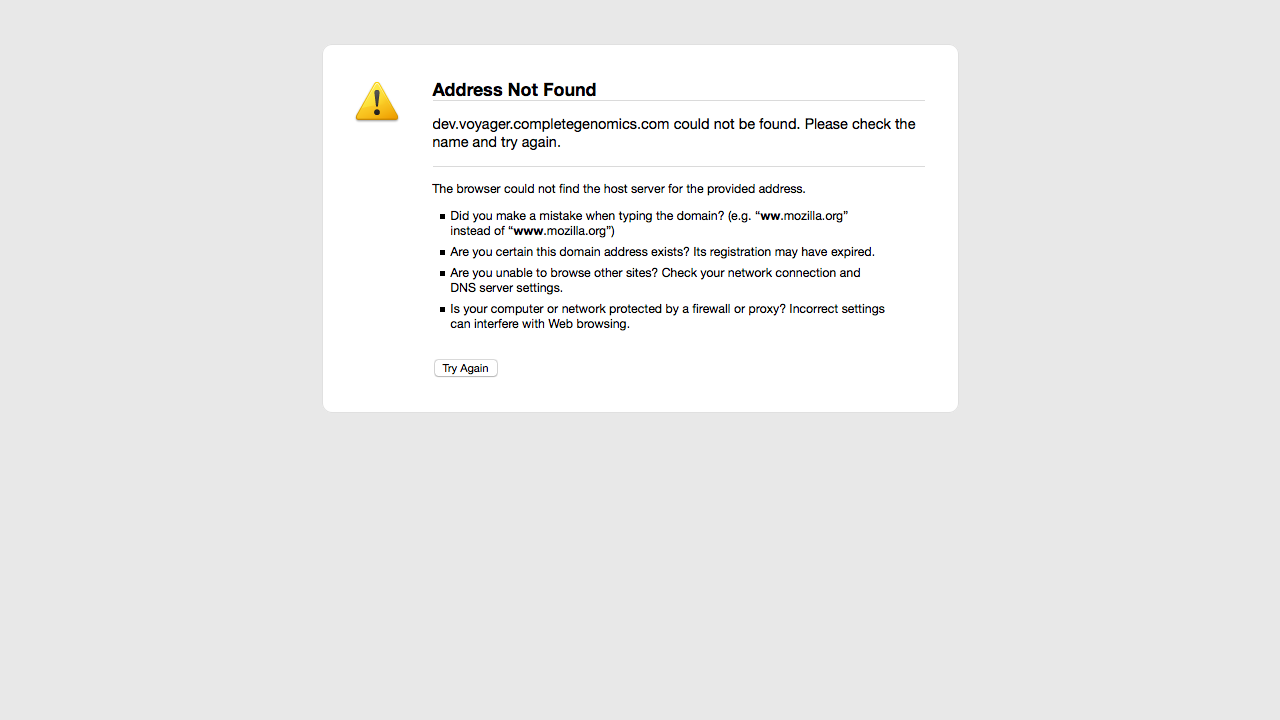 Address Not Found
dev.voyager.completegenomics.com could not be found. Please check the
name and try again.
The browser could not find the host server for the provided address.
Did you make a mistake when typing the domain? (e.g. “ww.mozilla.org”
instead of “www.mozilla.org”)
Are you certain this domain address exists? Its registration may have expired.
Are you unable to browse other sites? Check your network connection and
DNS server settings.
Is your computer or network protected by a firewall or proxy? Incorrect settings
can interfere with Web browsing.
Try Again